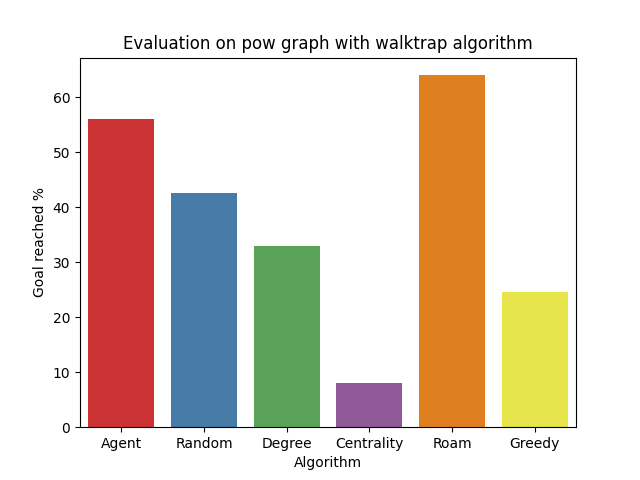 Evaluation on pow graph with walktrap algorithm
Goal reached %
60
50
40
30
20
10
0
Agent Random Degree Centrality Roam Greedy
Algorithm